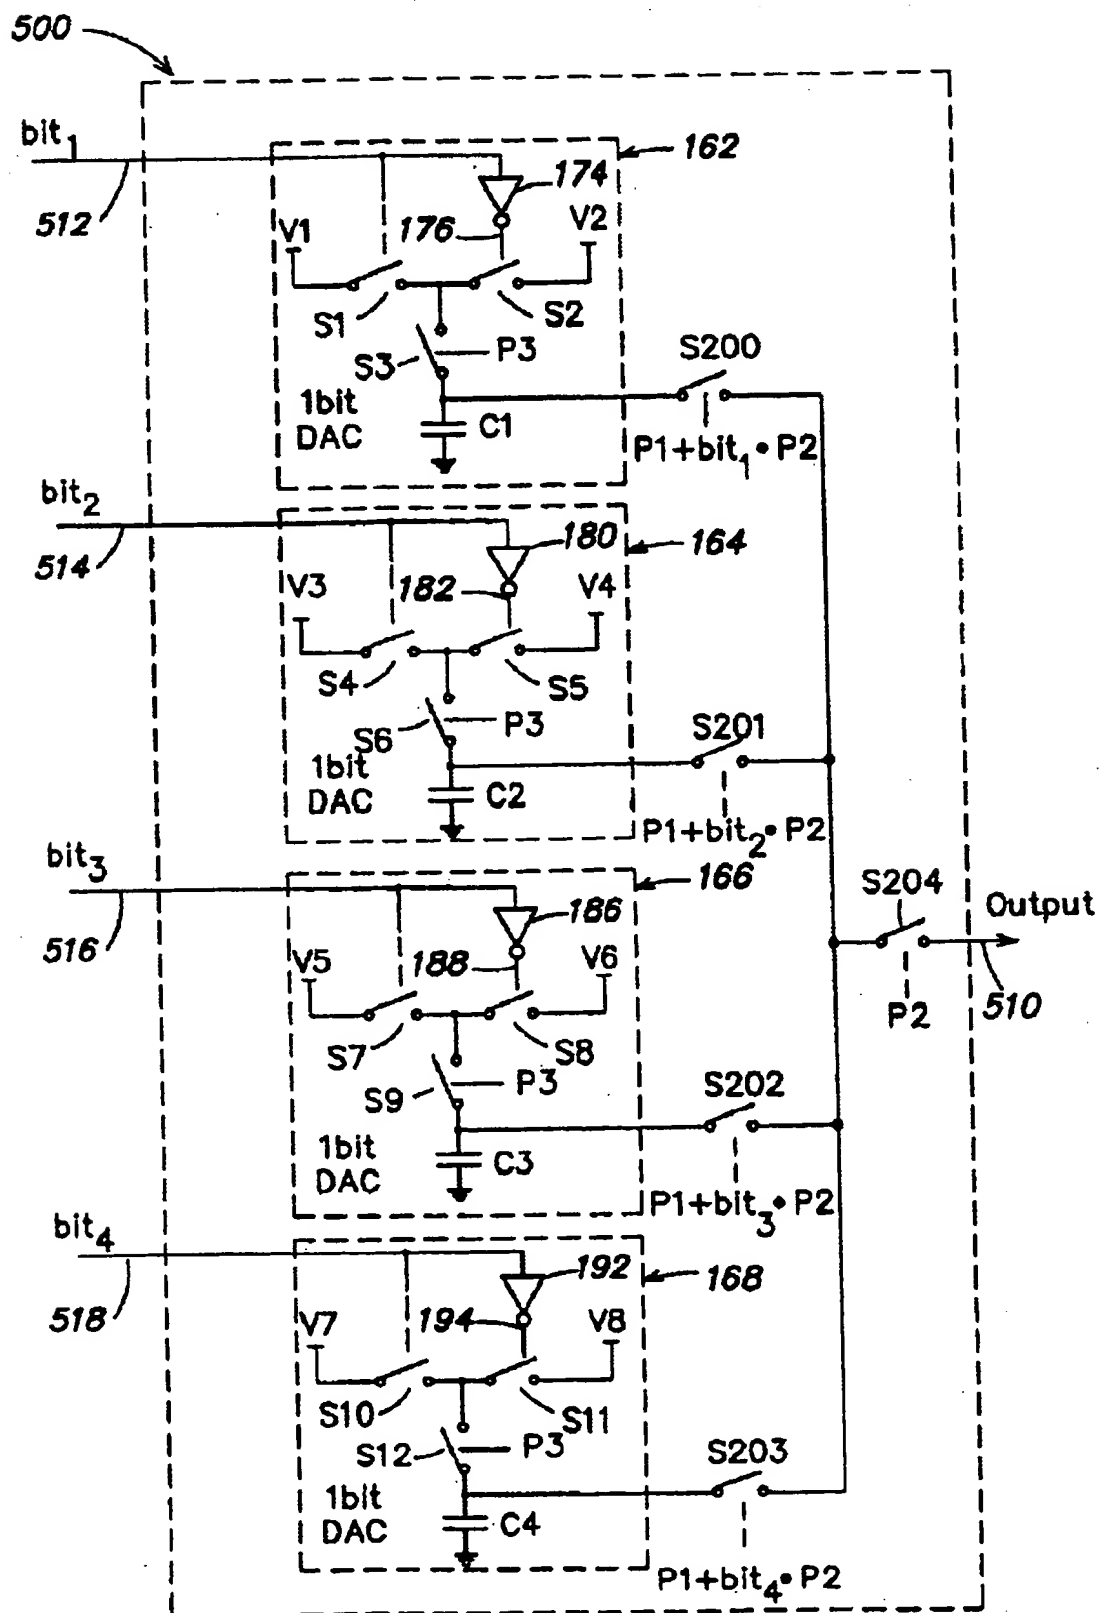 500
bit1
512
162
174
V1
176
V2
S1
S2
S3
P3
1bit
DAC
C1
S200
P1+bit1•P2
bit2
514
164
180
V3
182
V4
S4
S5
S6
P3
1bit
DAC
C2
S201
P1+bit2•P2
bit3
516
166
186
V5
188
V6
S7
S8
S9
P3
1bit
DAC
C3
S202
P1+bit3•P2
S204
Output
P2
510
bit4
518
168
192
V7
194
V8
S10
S11
S12
P3
1bit
DAC
C4
S203
P1+bit4•P2